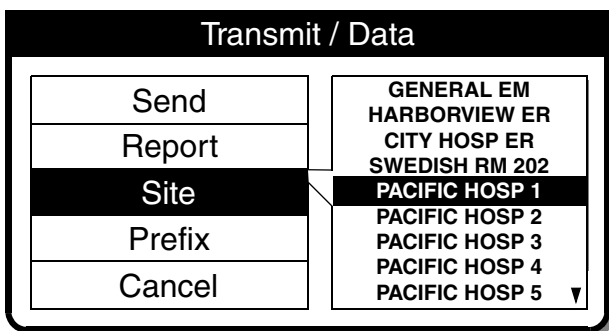 Transmit / Data
Send
Report
Site
Prefix
Cancel
GENERAL EM
HARBORVIEW ER
CITY HOSP ER
SWEDISH RM 202
PACIFIC HOSP 1
PACIFIC HOSP 2
PACIFIC HOSP 3
PACIFIC HOSP 4
PACIFIC HOSP 5